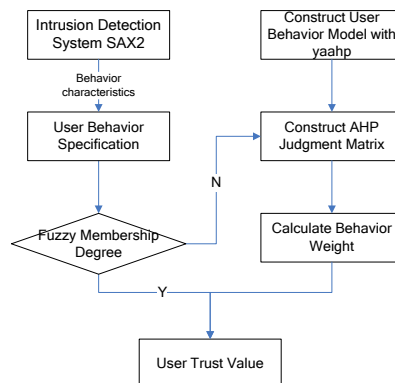 Intrusion Detection
System SAX2
Construct User
Behavior Model with
yaahp
Behavior
characteristics
User Behavior
Specification
Construct AHP
Judgment Matrix
N
Fuzzy Membership
Degree
Calculate Behavior
Weight
Y
User Trust Value